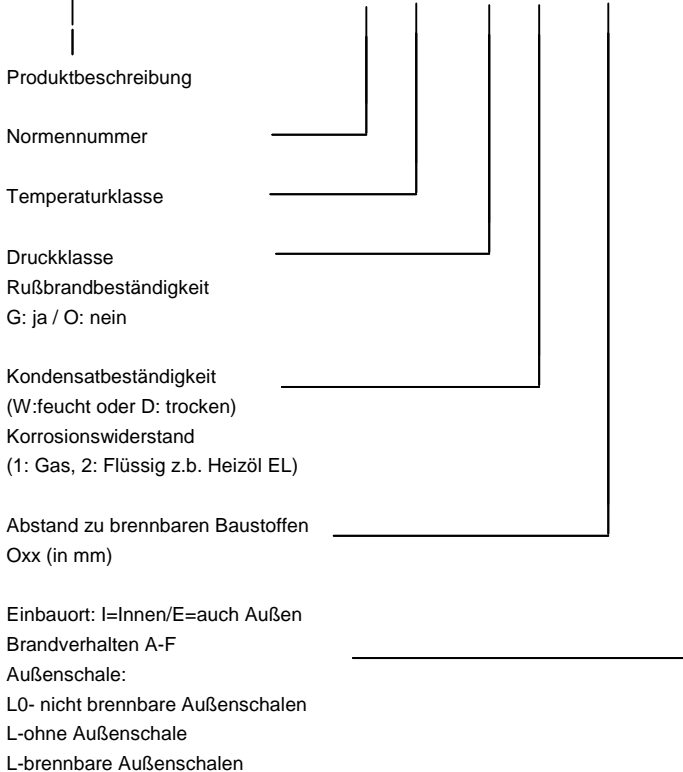 Produktbeschreibung
Normennummer
Temperaturklasse
Druckklasse
Rußbrandbeständigkeit
G: ja / O: nein
Kondensatbeständigkeit
(W:feucht oder D: trocken)
Korrosionswiderstand
(1: Gas, 2: Flüssig z.b. Heizöl EL)
Abstand zu brennbaren Baustoffen
Oxx (in mm)
Einbauort: I=Innen/E=auch Außen
Brandverhalten A-F
Außenschale:
L0- nicht brennbare Außenschalen
L-ohne Außenschale
L-brennbare Außenschalen